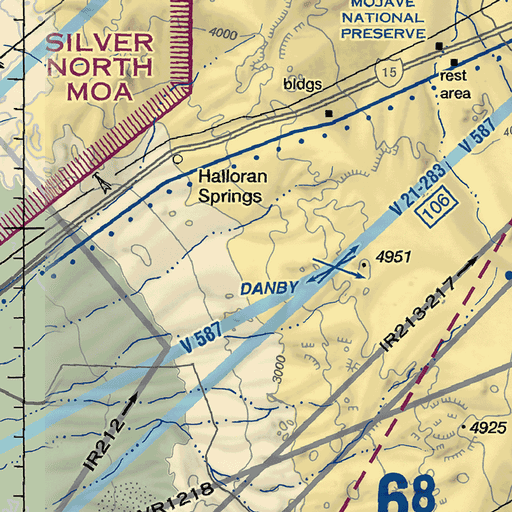 MOJAVE
NATIONAL
PRESERVE
4000
SILVER
NORTH
MOA
bldgs
15
rest
area
V 587
Halloran
Springs
V 21-283
106
4951
DANBY
IR213-217
V 587
3000
IR212
4925
VR1218
68